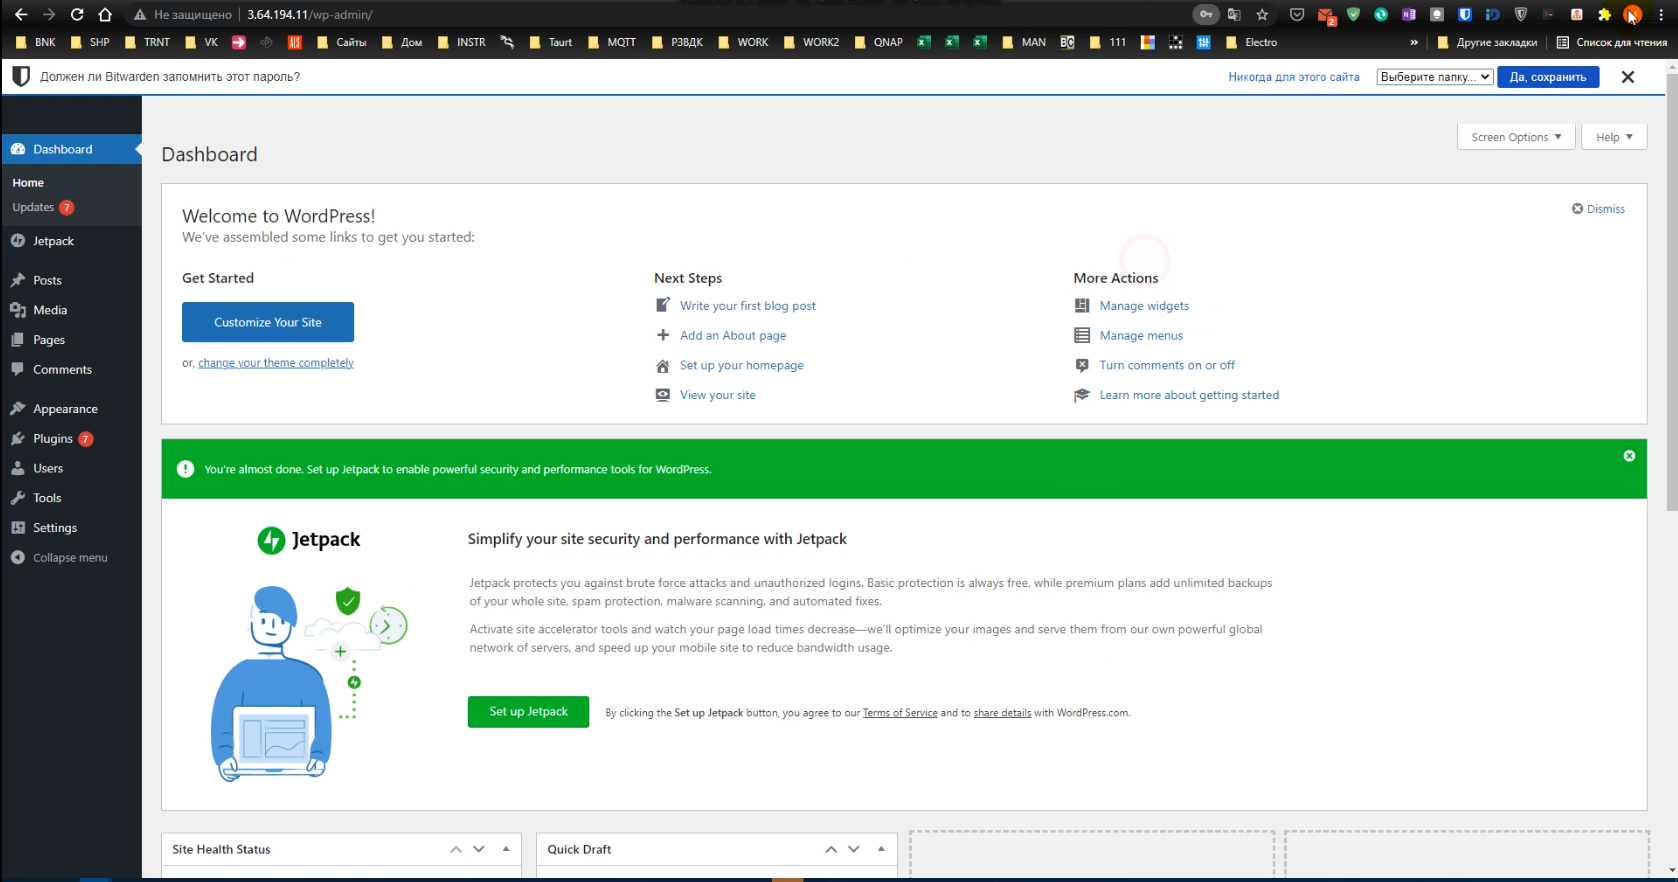 Не защищено 3.64.194.11/wp-admin/
2
BNK SHP TRNT VK Сайты Дом INSTR Taurt MQTT РЗВДК WORK WORK2 QNAP MAN BC 111 Electro » Другие закладки Список для чтения
Должен ли Bitwarden запомнить этот пароль? Никогда для этого сайта Выберите папку... Да, сохранить
Dashboard
Home
Updates 7
Jetpack
Posts
Media
Pages
Comments
Appearance
Plugins 7
Users
Tools
Settings
Collapse menu
Screen Options Help
Dashboard
Welcome to WordPress!
Dismiss
We've assembled some links to get you started:
Get Started
Customize Your Site
or, change your theme completely
Next Steps
Write your first blog post
Add an About page
Set up your homepage
View your site
More Actions
Manage widgets
Manage menus
Turn comments on or off
Learn more about getting started
You're almost done. Set up Jetpack to enable powerful security and performance tools for WordPress.
Jetpack
Simplify your site security and performance with Jetpack
Jetpack protects you against brute force attacks and unauthorized logins. Basic protection is always free, while premium plans add unlimited backups
of your whole site, spam protection, malware scanning, and automated fixes.
Activate site accelerator tools and watch your page load times decrease—we'll optimize your images and serve them from our own powerful global
network of servers, and speed up your mobile site to reduce bandwidth usage.
Set up Jetpack By clicking the Set up Jetpack button, you agree to our Terms of Service and to share details with WordPress.com.
Site Health Status
Quick Draft